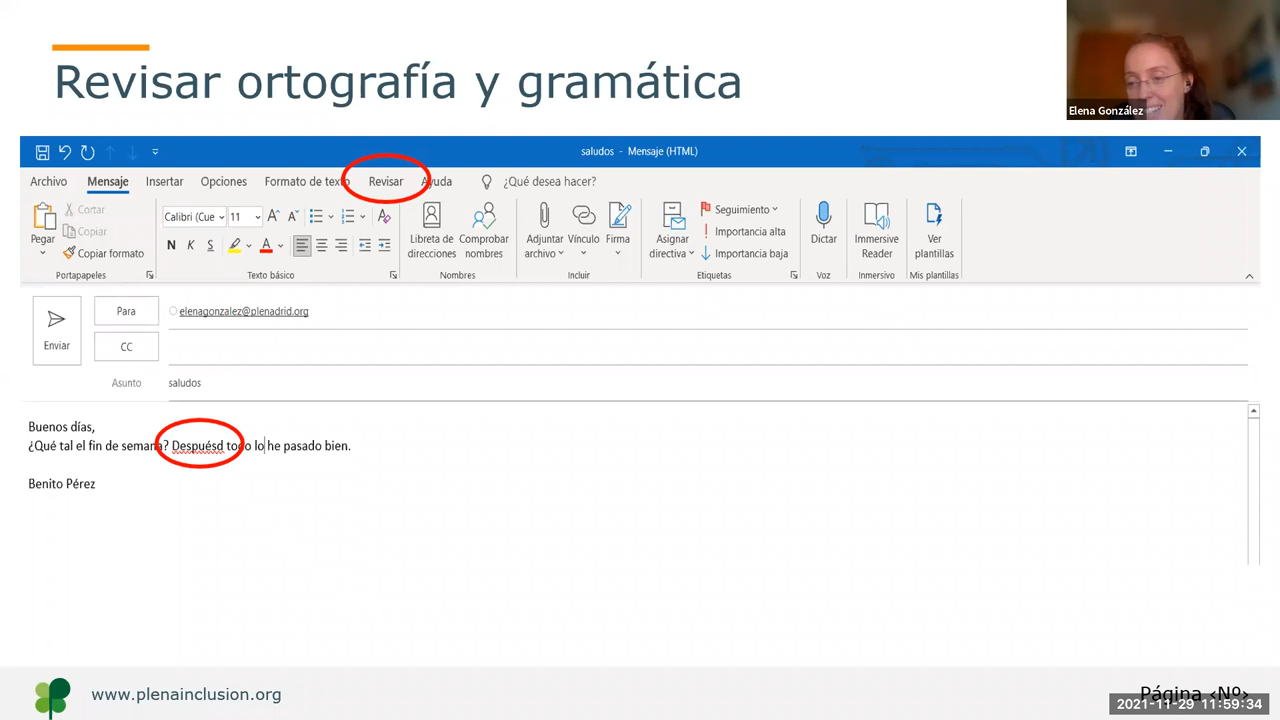 Revisar ortografía y gramática
Elena González
saludos - Mensaje (HTML)
Archivo Mensaje Insertar Opciones Formato de texto Revisar Ayuda ¿Qué desea hacer?
Pegar
Cortar
Copiar
Copiar formato
Portapapeles
Calibri (Cue 11
N K S
Texto básico
Libreta de direcciones
Comprobar nombres
Nombres
Adjuntar archivo
Vínculo
Firma
Incluir
Asignar directiva
Seguimiento
Importancia alta
Importancia baja
Etiquetas
Dictar
Voz
Immersive Reader
Inmersivo
Ver plantillas
Mis plantillas
Enviar
Para elenagonzalez@plenadrid.org
CC
Asunto saludos
Buenos días,
¿Qué tal el fin de semana? Despuésd todo lo he pasado bien.
Benito Pérez
www.plenainclusion.org
Página ‹Nº›
2021-11-29 11:59:34